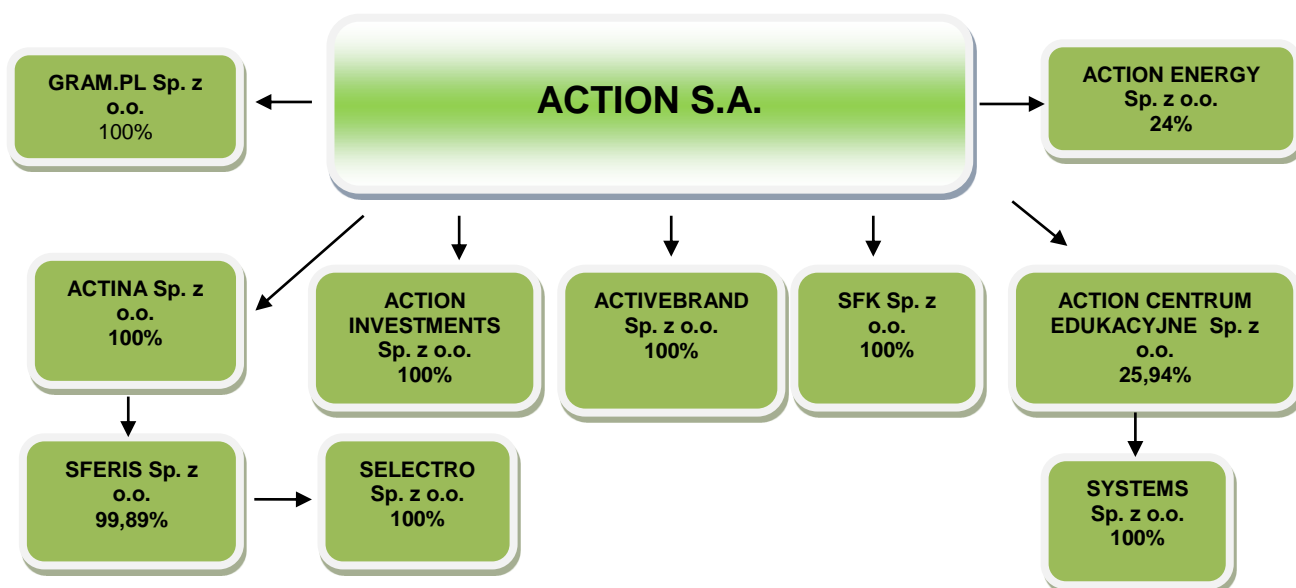 ACTION S.A.
GRAM.PL Sp. z
o.o.
100%
ACTION ENERGY
Sp. z o.o.
24%
ACTINA Sp. z
o.o.
100%
ACTION
INVESTMENTS
Sp. z o.o.
100%
ACTIVEBRAND
Sp. z o.o.
100%
SFK Sp. z
o.o.
100%
ACTION CENTRUM
EDUKACYJNE Sp. z
o.o.
25,94%
SFERIS Sp. z
o.o.
99,89%
SELECTRO
Sp. z o.o.
100%
SYSTEMS
Sp. z o.o.
100%